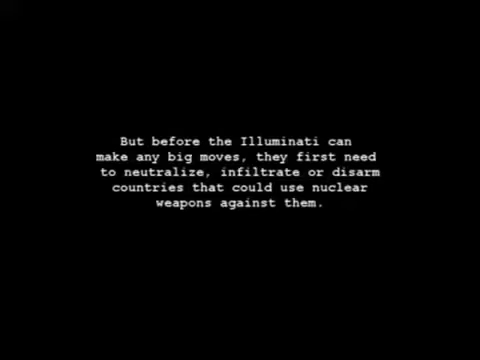 But before the Illuminati can
make any big moves, they first need
to neutralize, infiltrate or disarm
countries that could use nuclear
weapons against them.